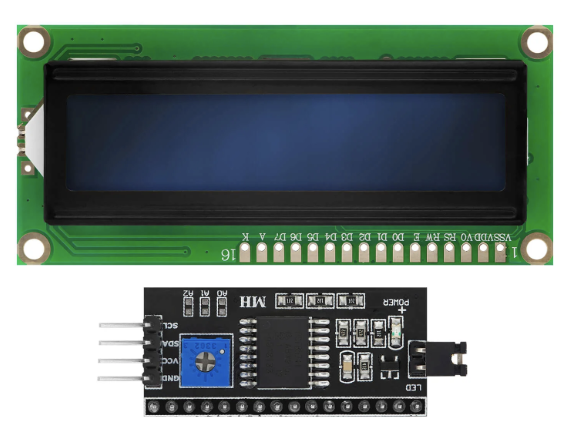 16 K A D7 D6 D5 D4 D3 D2 D1 D0 E RW RS V0 VDD VSS 1
A2 A1 A0
MH
POWER
+
SCL
SDA
VCC
GND
LED